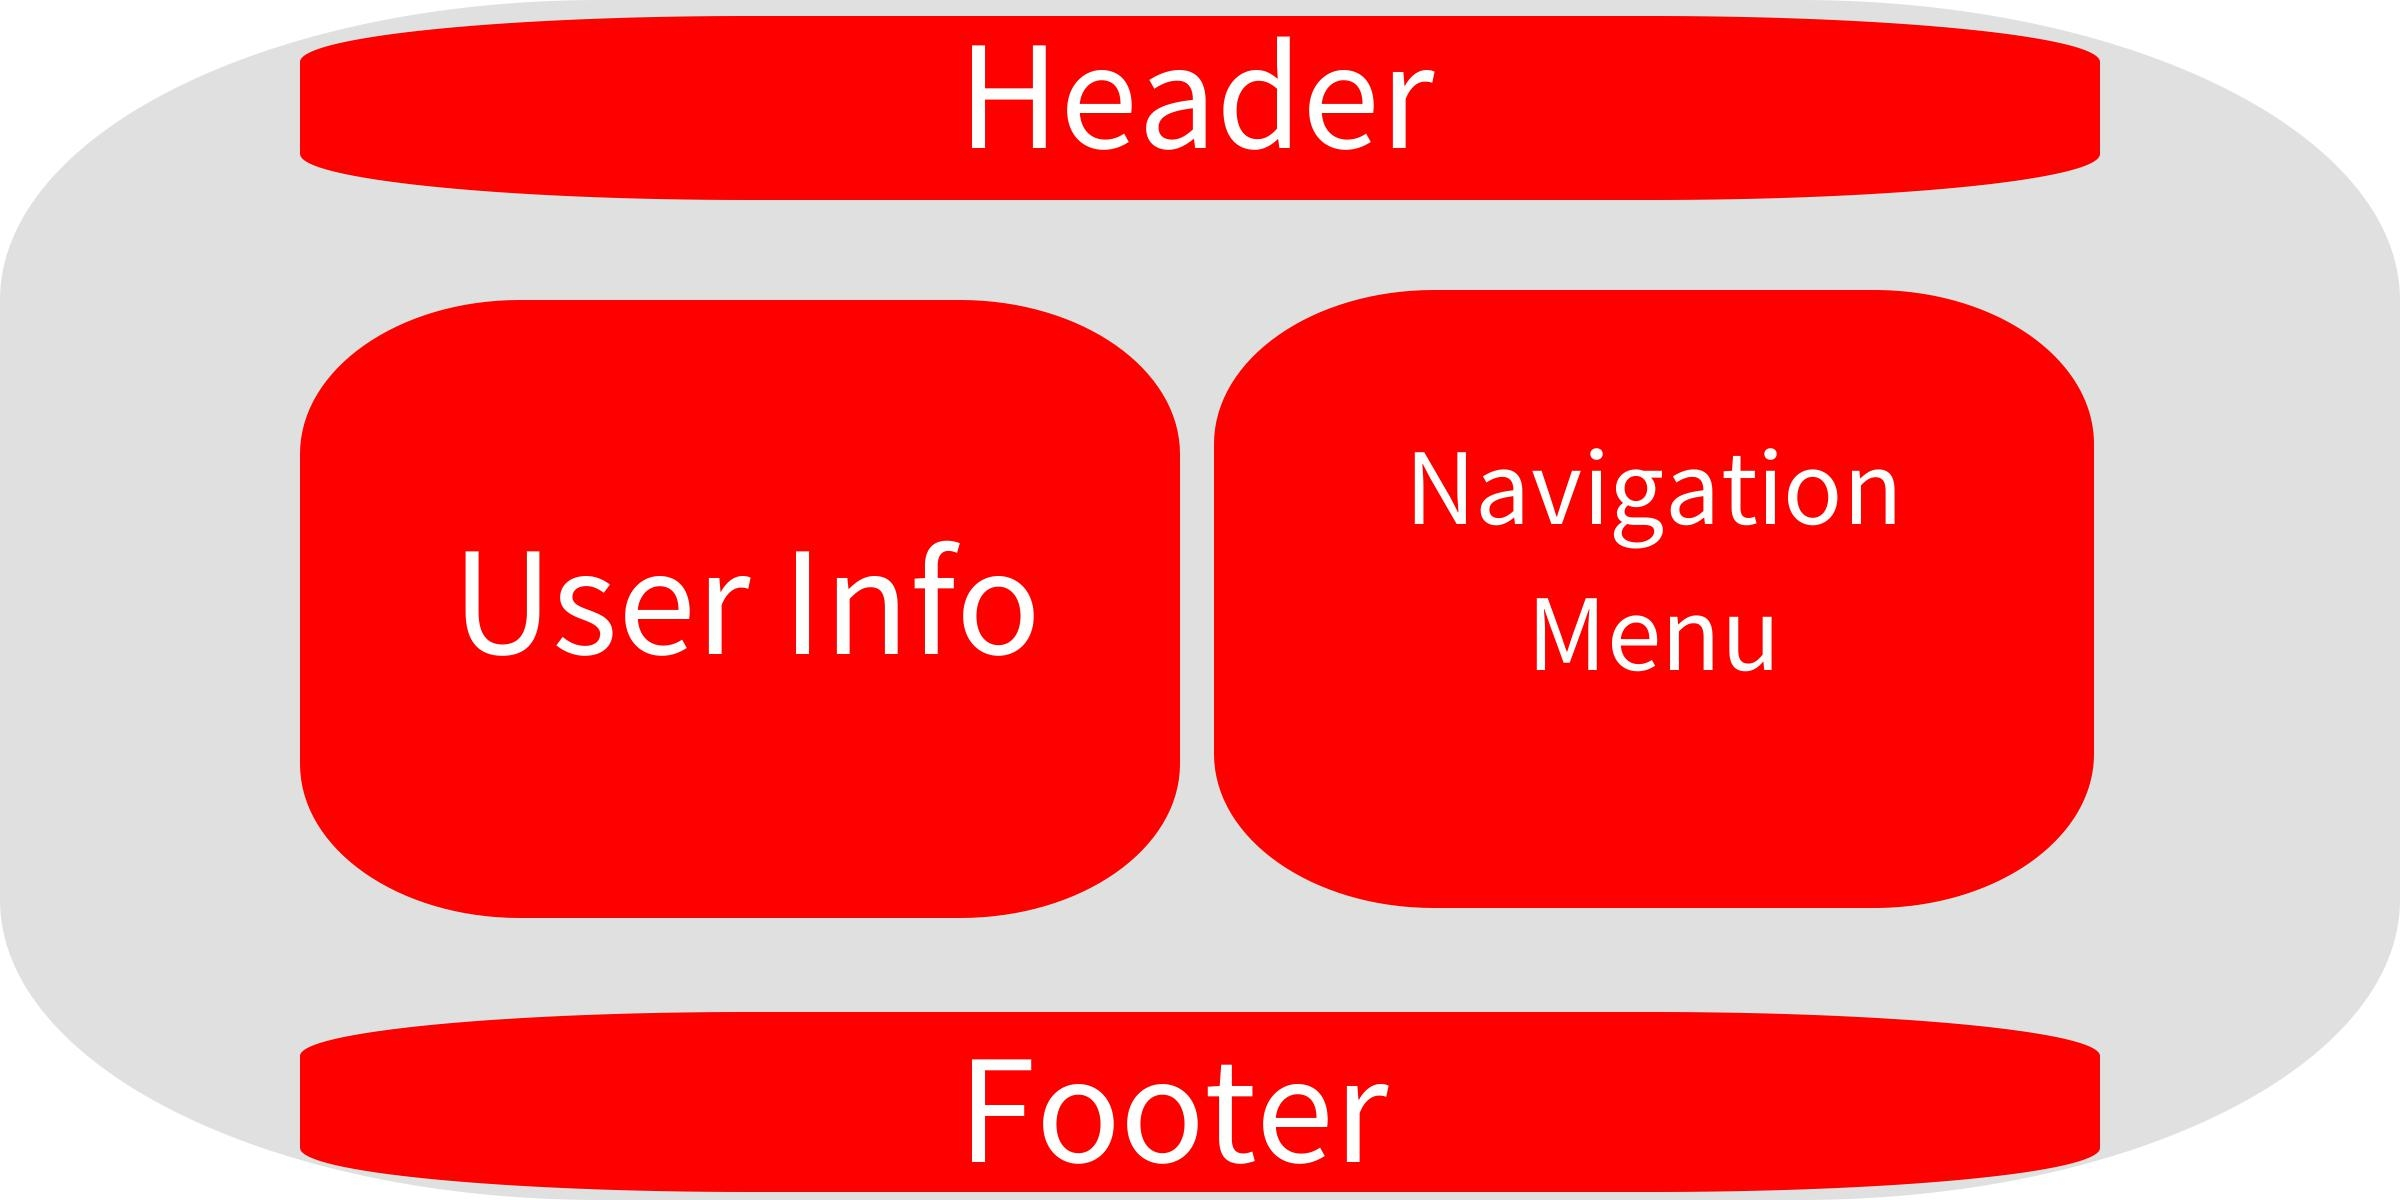 Header
User Info
Navigation
Menu
Footer